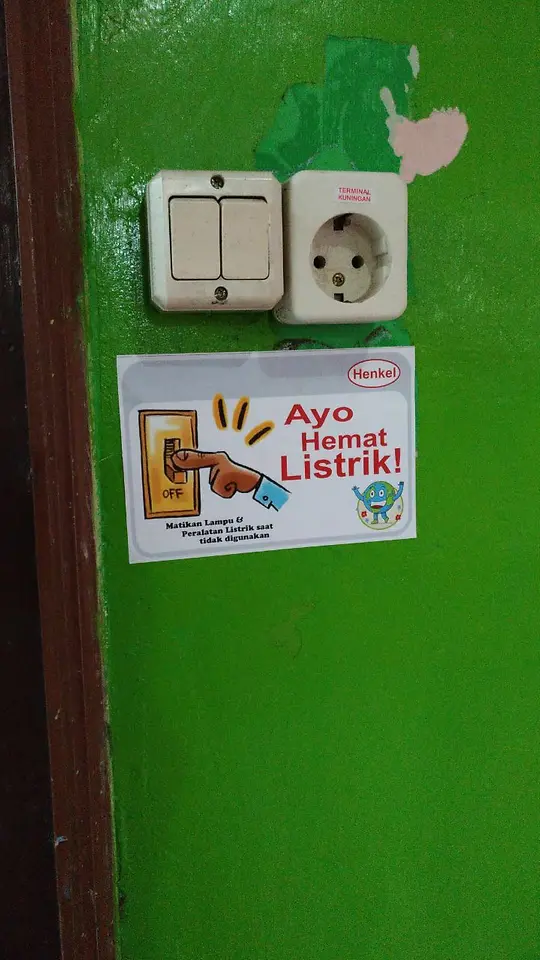 TERMINAL
KUNINGAN
Henkel
Ayo
Hemat
Listrik!
OFF
Matikan Lampu &
Peralatan Listrik saat
tidak digunakan